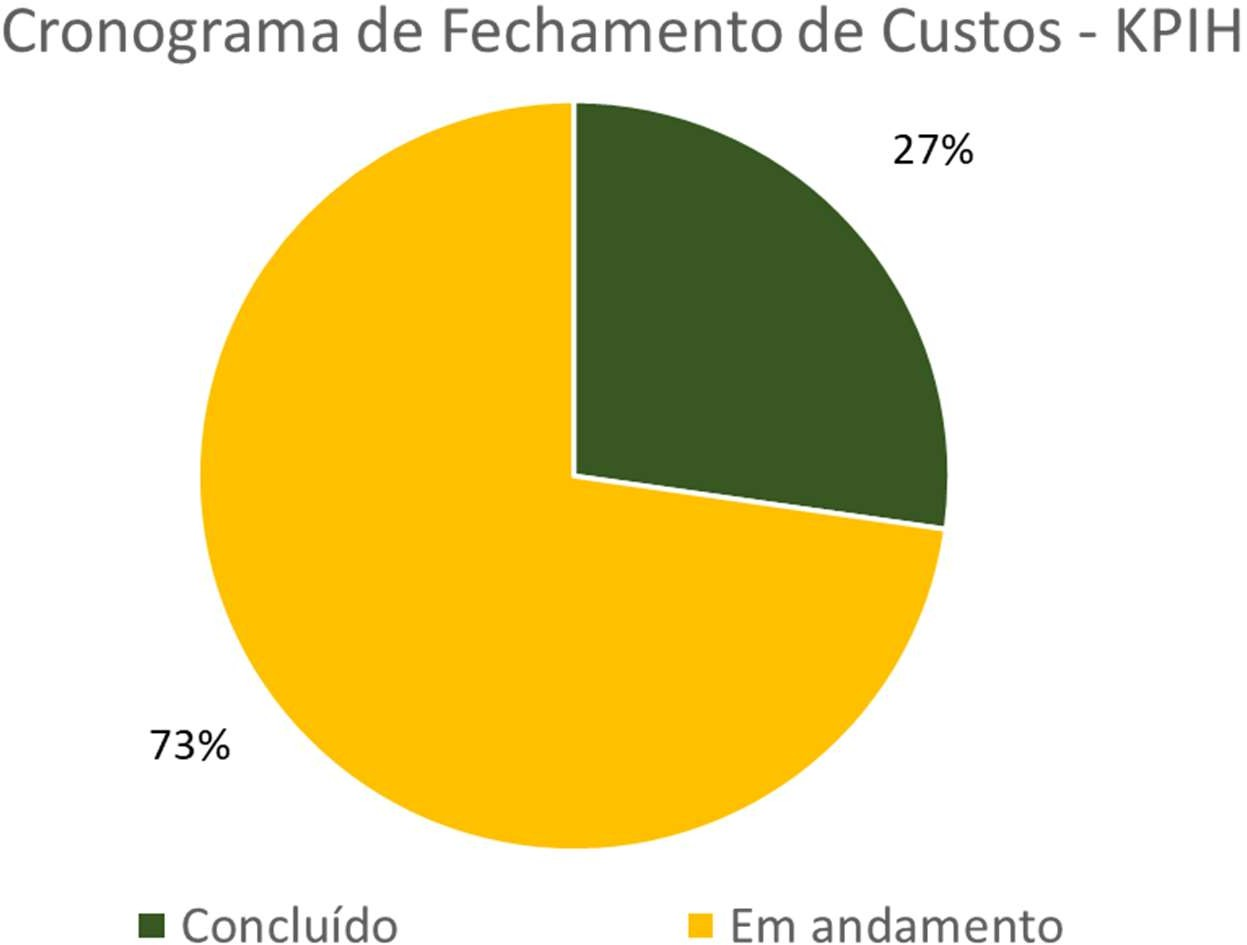 Cronograma de Fechamento de Custos - KPIH
27%
73%
Concluído
Em andamento